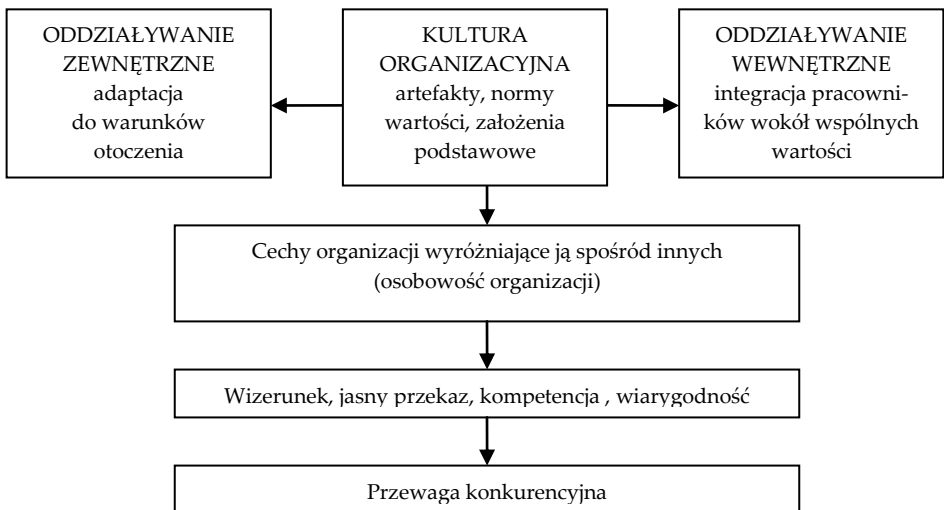 ODDZIAŁYWANIE
ZEWNĘTRZNE
adaptacja
do warunków
otoczenia
KULTURA
ORGANIZACYJNA
artefakty, normy
wartości, założenia
podstawowe
ODDZIAŁYWANIE
WEWNĘTRZNE
integracja pracowni-
ków wokół wspólnych
wartości
Cechy organizacji wyróżniające ją spośród innych
(osobowość organizacji)
Wizerunek, jasny przekaz, kompetencja , wiarygodność
Przewaga konkurencyjna